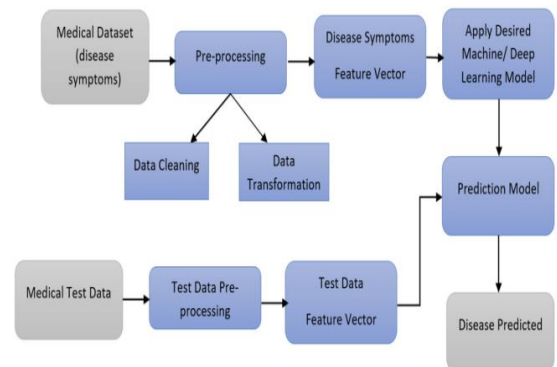 Medical Dataset
(disease
symptoms)
Pre-processing
Disease Symptoms
Feature Vector
Apply Desired
Machine/ Deep
Learning Model
Data Cleaning
Data
Transformation
Prediction Model
Medical Test Data
Test Data Pre-
processing
Test Data
Feature Vector
Disease Predicted